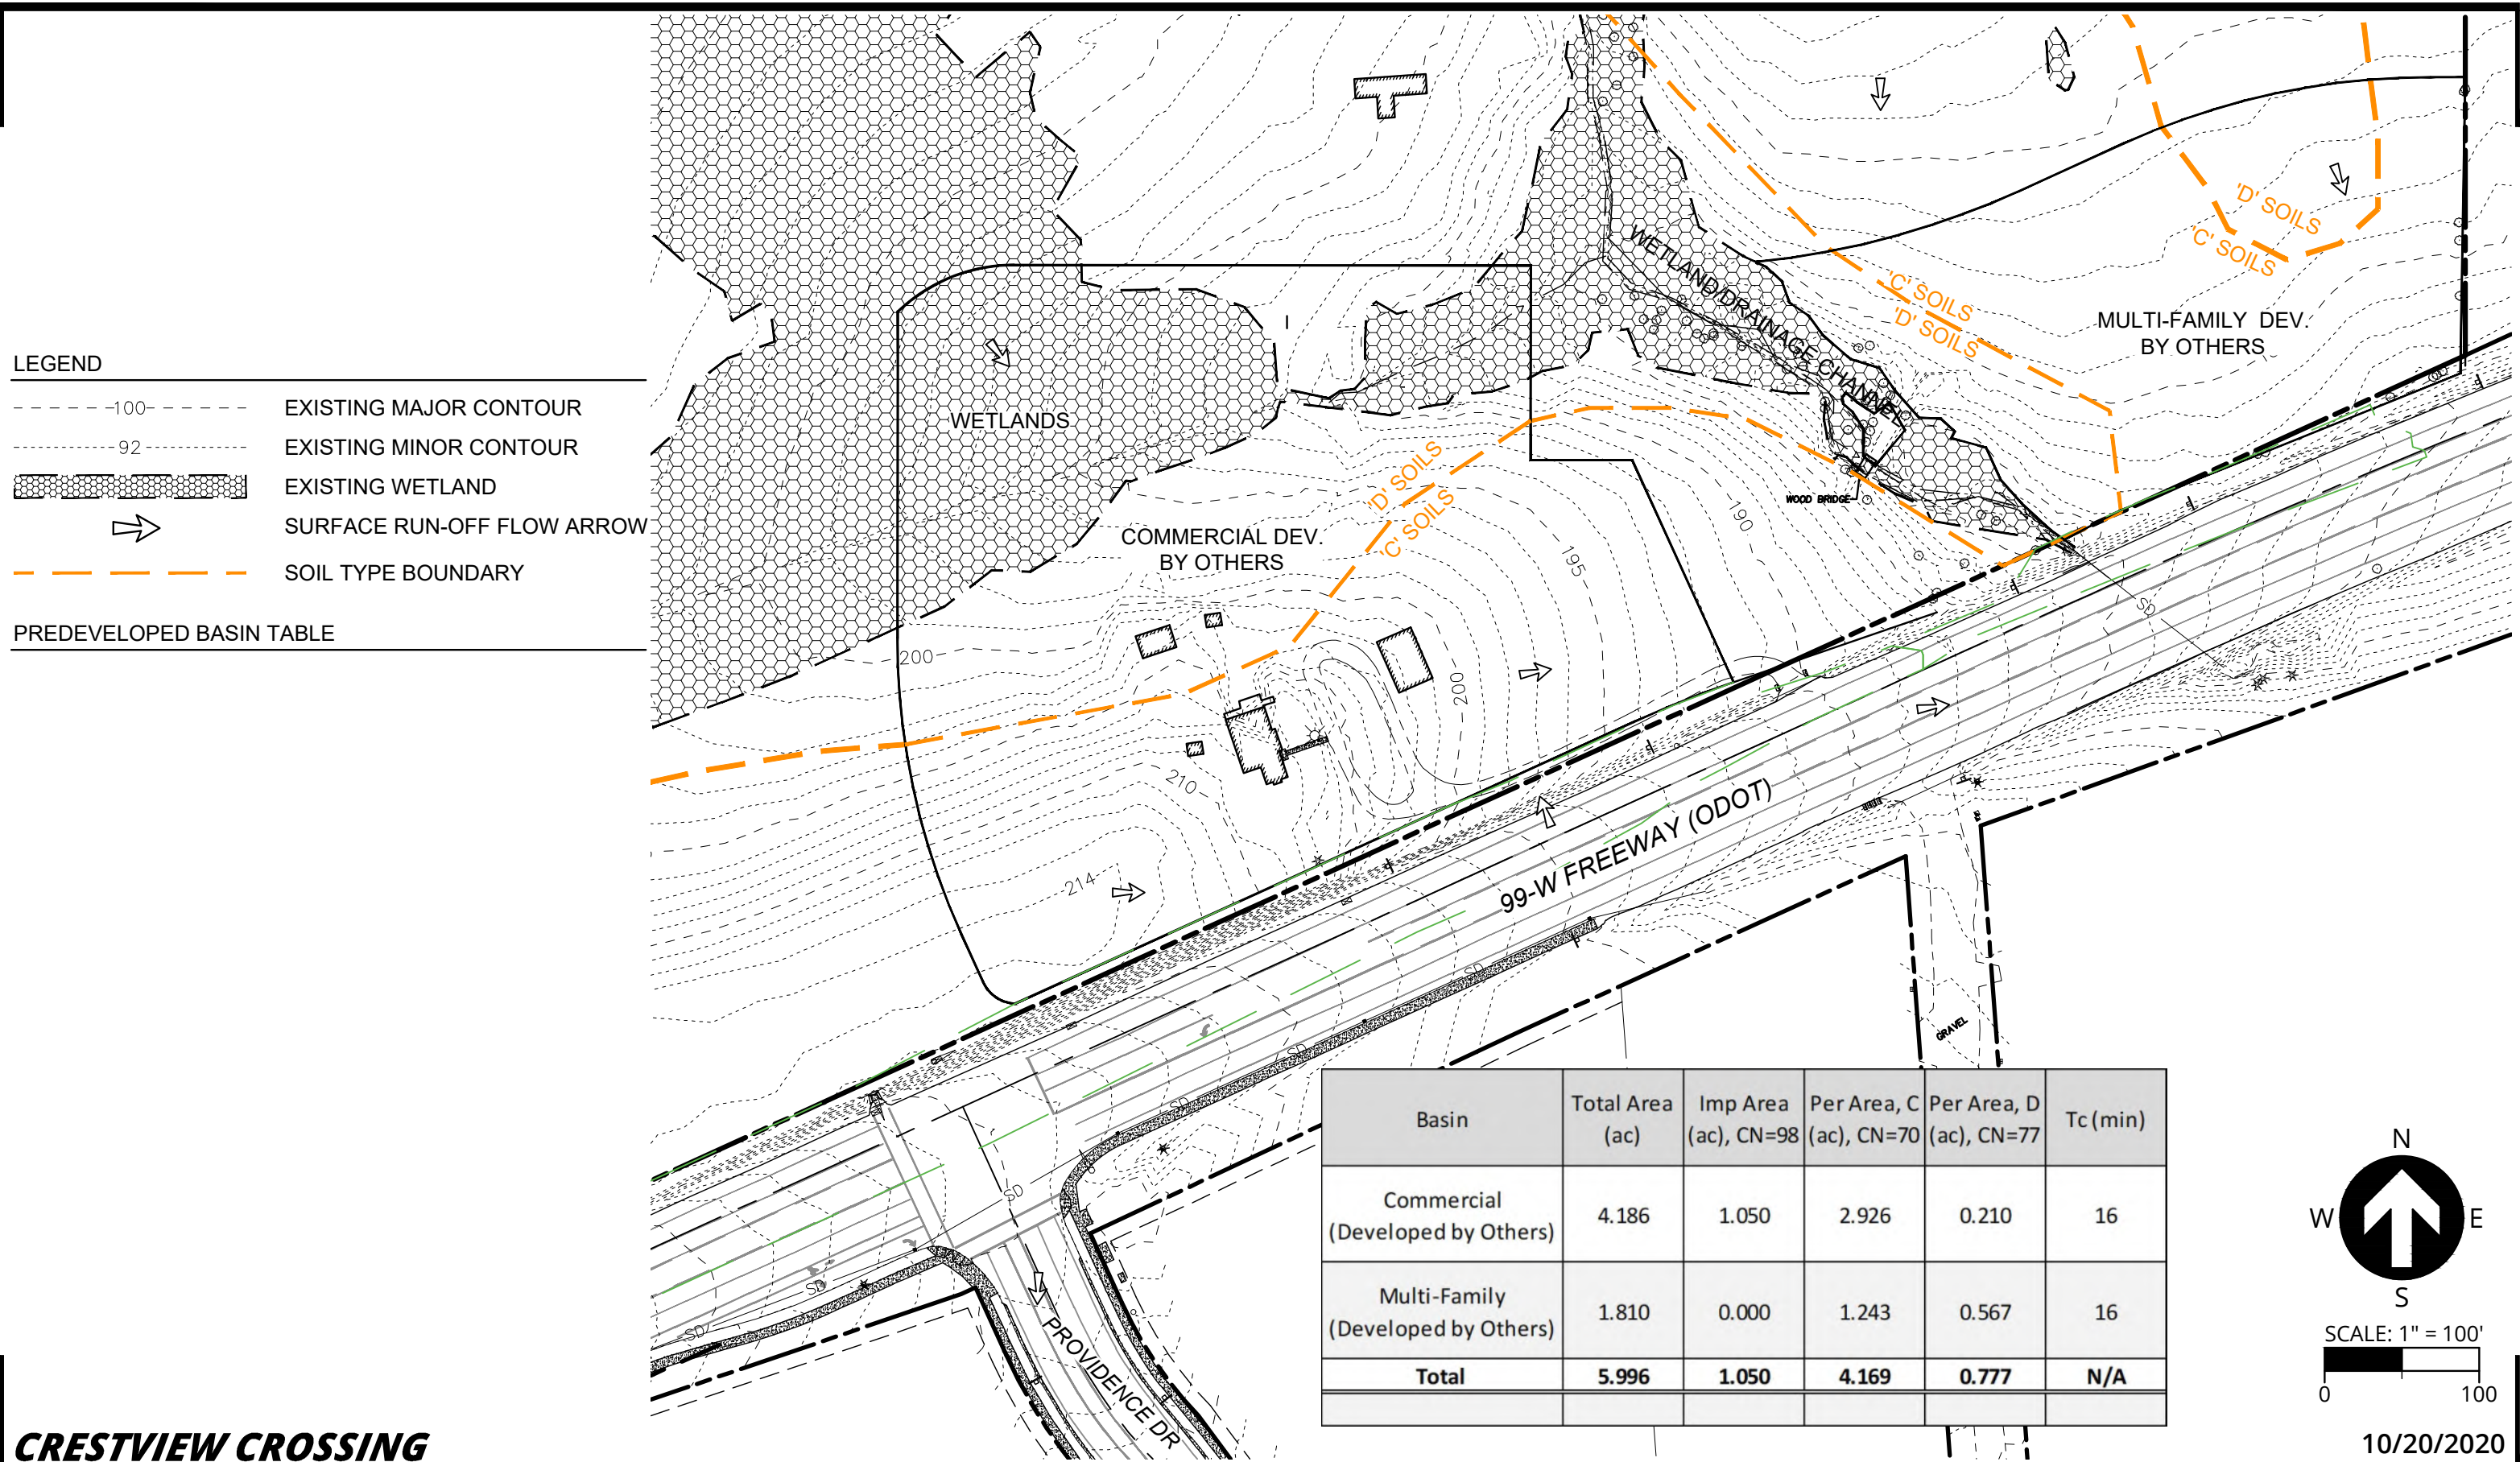 LEGEND
100
EXISTING MAJOR CONTOUR
92
EXISTING MINOR CONTOUR
EXISTING WETLAND
SURFACE RUN-OFF FLOW ARROW
SOIL TYPE BOUNDARY
PREDEVELOPED BASIN TABLE
WETLANDS
WETLAND/DRAINAGE CHANNEL
'D' SOILS
'C' SOILS
'C' SOILS
'D' SOILS
MULTI-FAMILY DEV.
BY OTHERS
'D' SOILS
'C' SOILS
WOOD BRIDGE
COMMERCIAL DEV.
BY OTHERS
190
195
200
200
210
214
SD
99-W FREEWAY (ODOT)
SD
SD
SD
SD
SD
SD
GRAVEL
PROVIDENCE DR
Basin Total Area (ac) Imp Area (ac), CN=98 Per Area, C (ac), CN=70 Per Area, D (ac), CN=77 Tc (min)
Commercial (Developed by Others) 4.186 1.050 2.926 0.210 16
Multi-Family (Developed by Others) 1.810 0.000 1.243 0.567 16
Total 5.996 1.050 4.169 0.777 N/A
N
W E
S
SCALE: 1" = 100'
0 100
CRESTVIEW CROSSING
10/20/2020